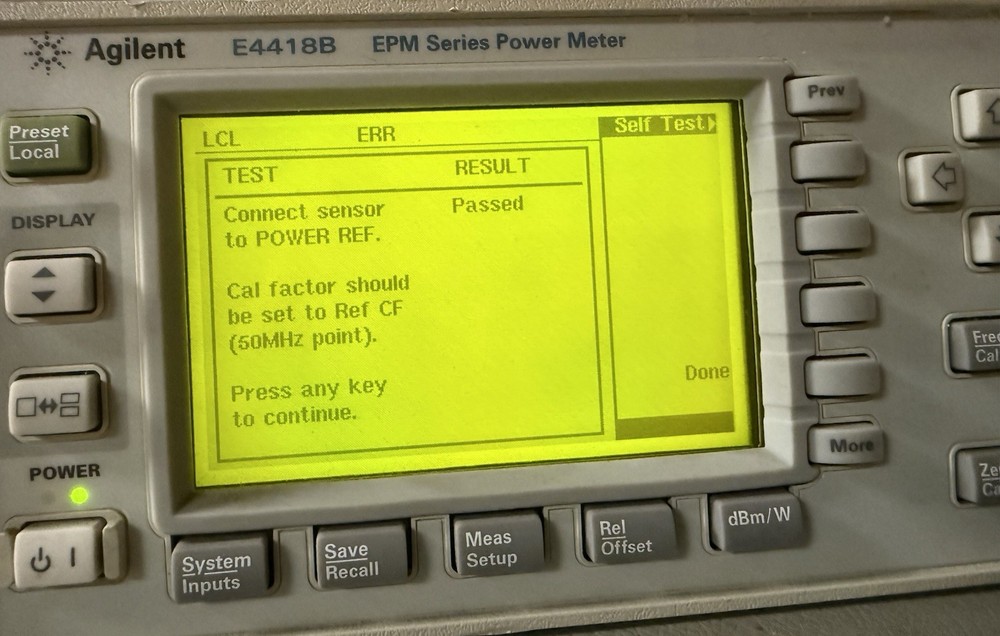 Agilent E4418B EPM Series Power Meter
Prev
Preset
Local
LCL ERR Self Test
TEST RESULT
Connect sensor Passed
to POWER REF.
Cal factor should
be set to Ref CF
(50MHz point).
Press any key
to continue.
Done
DISPLAY
POWER
More
System
Inputs
Save
Recall
Meas
Setup
Rel
Offset
dBm/W